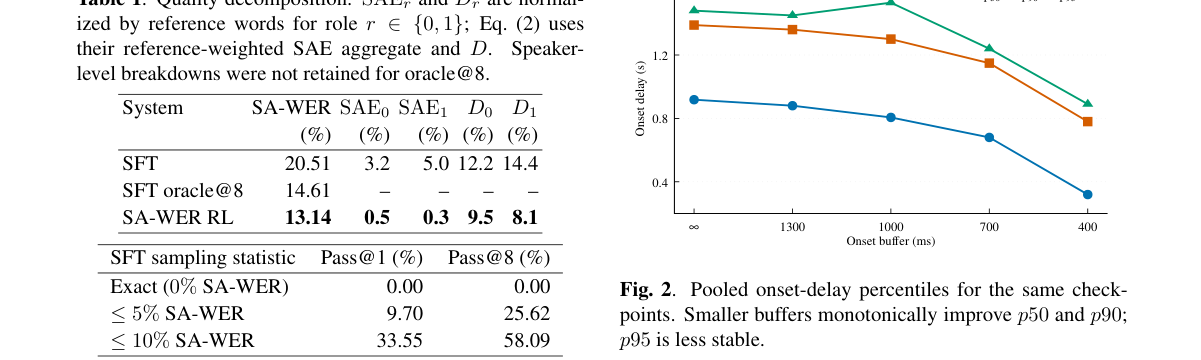 Table 1. Quality decomposition. SAE_r and D_r are normal-
ized by reference words for role r ∈ {0, 1}; Eq. (2) uses
their reference-weighted SAE aggregate and D. Speaker-
level breakdowns were not retained for oracle@8.
System SA-WER SAE₀ SAE₁ D₀ D₁
(%) (%) (%) (%) (%)
SFT 20.51 3.2 5.0 12.2 14.4
SFT oracle@8 14.61 – – – –
SA-WER RL 13.14 0.5 0.3 9.5 8.1
SFT sampling statistic Pass@1 (%) Pass@8 (%)
Exact (0% SA-WER) 0.00 0.00
≤ 5% SA-WER 9.70 25.62
≤ 10% SA-WER 33.55 58.09
1.2
0.8
0.4
Onset delay (s)
∞ 1300 1000 700 400
Onset buffer (ms)
Fig. 2. Pooled onset-delay percentiles for the same check-
points. Smaller buffers monotonically improve p50 and p90;
p95 is less stable.